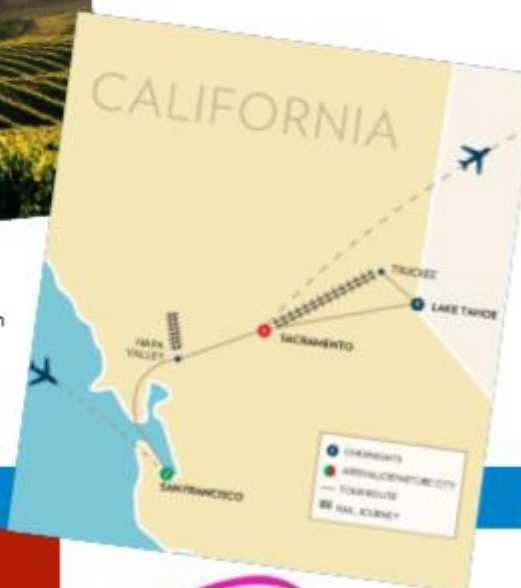 CALIFORNIA
TRUCKEE
LAKE TAHOE
SACRAMENTO
NAPA
VALLEY
SAN FRANCISCO
OVERNIGHTS
ARRIVAL/DEPARTURE CITY
TOUR ROUTE
RAIL JOURNEY